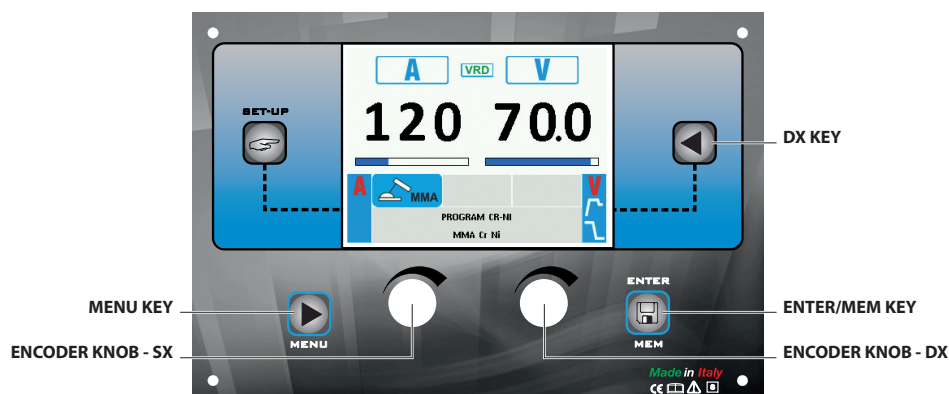 A VRD V
SET-UP
120 70.0
DX KEY
A MMA V
PROGRAM CR-NI
MMA Cr Ni
ENTER
MENU KEY
ENTER/MEM KEY
MENU
MEM
ENCODER KNOB - SX
ENCODER KNOB - DX
Made in Italy
CE